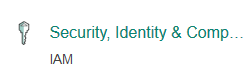 Security, Identity & Comp...
IAM